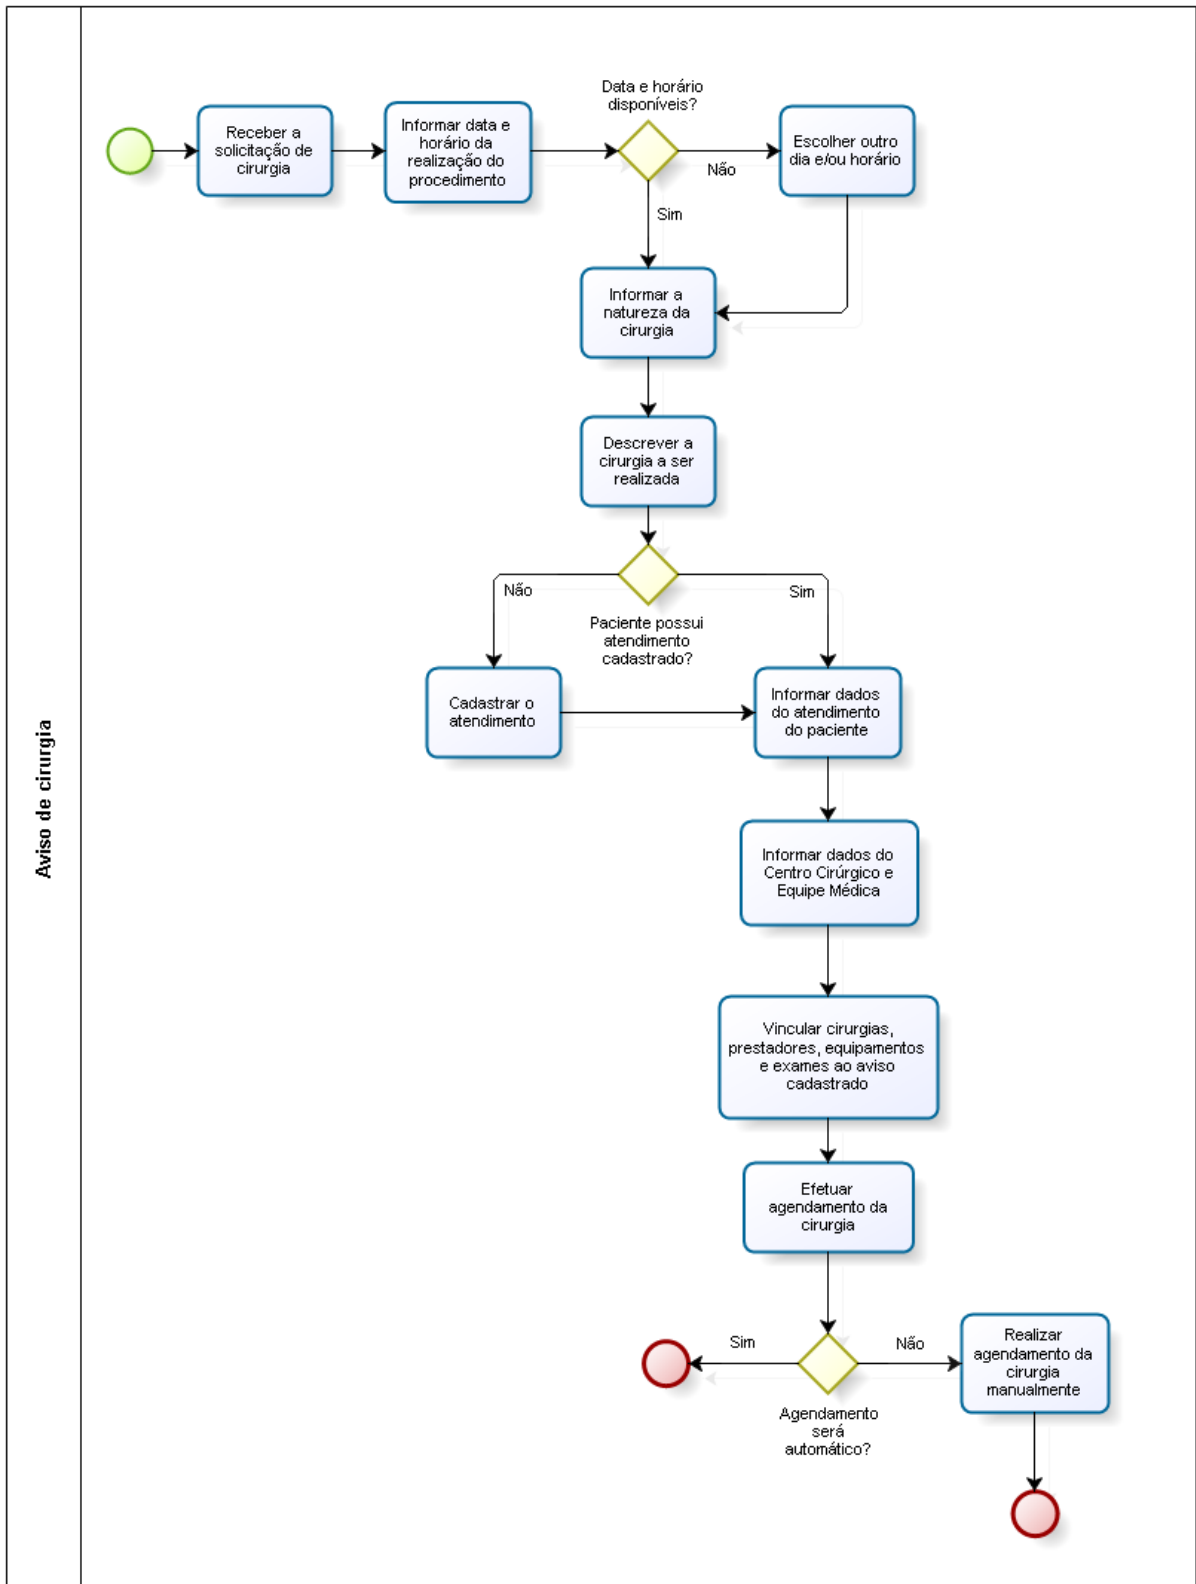 Aviso de cirurgia
Data e horário
disponíveis?
Receber a
solicitação de
cirurgia
Informar data e
horário da
realização do
procedimento
Não
Escolher outro
dia e/ou horário
Sim
Informar a
natureza da
cirurgia
Descrever a
cirurgia a ser
realizada
Não
Sim
Paciente possui
atendimento
cadastrado?
Cadastrar o
atendimento
Informar dados
do atendimento
do paciente
Informar dados do
Centro Cirúrgico e
Equipe Médica
Vincular cirurgias,
prestadores, equipamentos
e exames ao aviso
cadastrado
Efetuar
agendamento da
cirurgia
Sim
Não
Realizar
agendamento da
cirurgia
manualmente
Agendamento
será
automático?